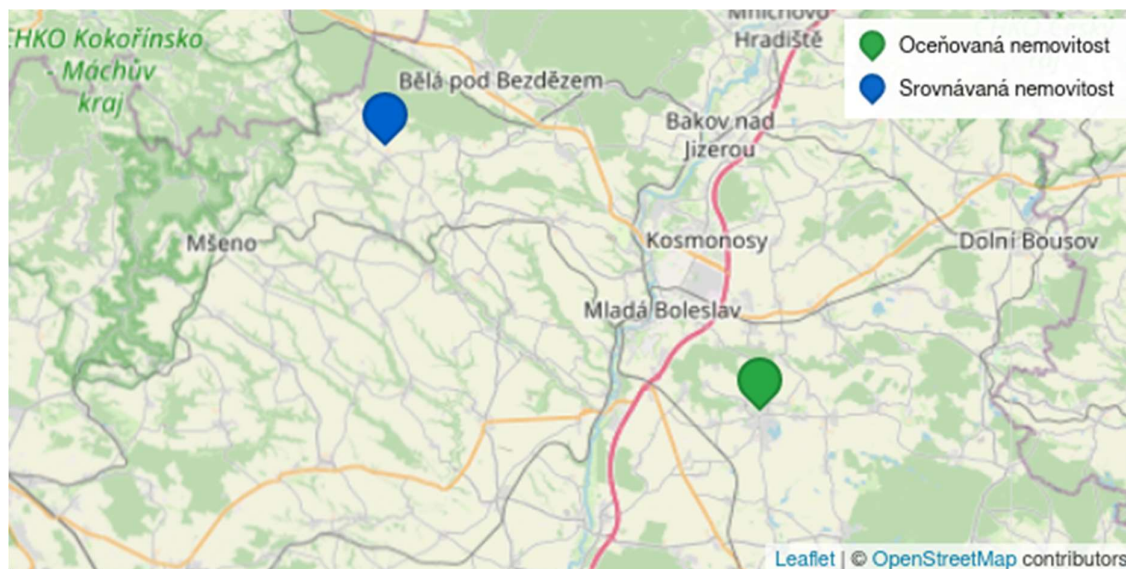 CHKO Kokořínsko
- Máchův
kraj
Bělá pod Bezdězem
Mnichovo
Hradiště
Oceňovaná nemovitost
Srovnávaná nemovitost
Bakov nad
Jizerou
Mšeno
Kosmonosy
Dolní Bousov
Mladá Boleslav
Leaflet | © OpenStreetMap contributors